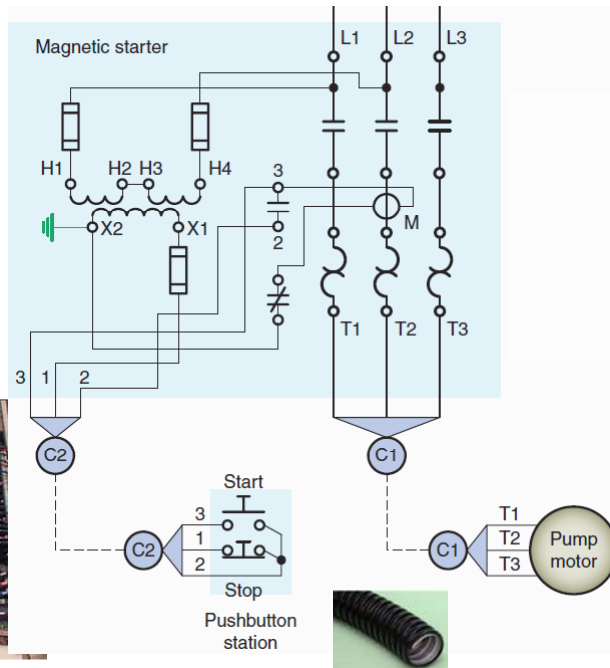 Magnetic starter
L1 L2 L3
H1 H2 H3 H4
3
M
X2 X1
2
T1 T2 T3
3 1 2
C2 C1
Start
3
C2 1
2
Stop
Pushbutton
station
T1
C1 T2
T3
Pump
motor